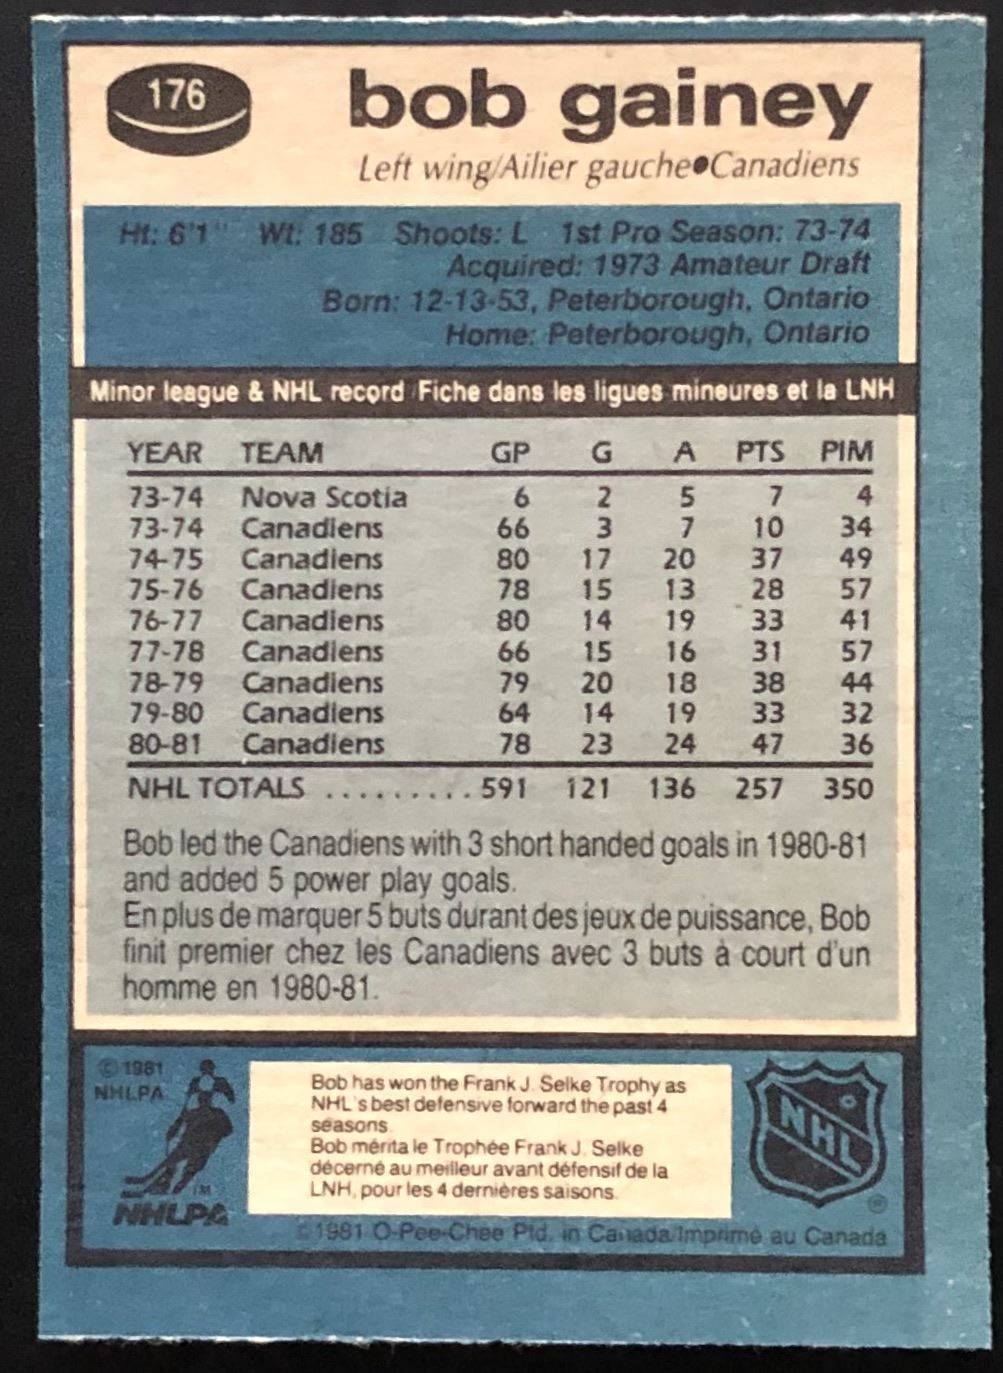 176
bob gainey
Left wing/Ailier gauche●Canadiens
Ht: 6'1" Wt: 185 Shoots: L 1st Pro Season: 73-74
Acquired: 1973 Amateur Draft
Born: 12-13-53, Peterborough, Ontario
Home: Peterborough, Ontario
Minor league & NHL record/Fiche dans les ligues mineures et la LNH
YEAR TEAM GP G A PTS PIM
73-74 Nova Scotia 6 2 5 7 4
73-74 Canadiens 66 3 7 10 34
74-75 Canadiens 80 17 20 37 49
75-76 Canadiens 78 15 13 28 57
76-77 Canadiens 80 14 19 33 41
77-78 Canadiens 66 15 16 31 57
78-79 Canadiens 79 20 18 38 44
79-80 Canadiens 64 14 19 33 32
80-81 Canadiens 78 23 24 47 36
NHL TOTALS .......... 591 121 136 257 350
Bob led the Canadiens with 3 short handed goals in 1980-81
and added 5 power play goals.
En plus de marquer 5 buts durant des jeux de puissance, Bob
finit premier chez les Canadiens avec 3 buts à court d'un
homme en 1980-81.
© 1981
NHLPA
TM
NHLPA
Bob has won the Frank J. Selke Trophy as
NHL's best defensive forward the past 4
seasons.
Bob mérita le Trophée Frank J. Selke
décerné au meilleur avant défensif de la
LNH, pour les 4 dernières saisons.
NHL
®
© 1981 O-Pee-Chee Ptd. in Canada/Imprimé au Canada